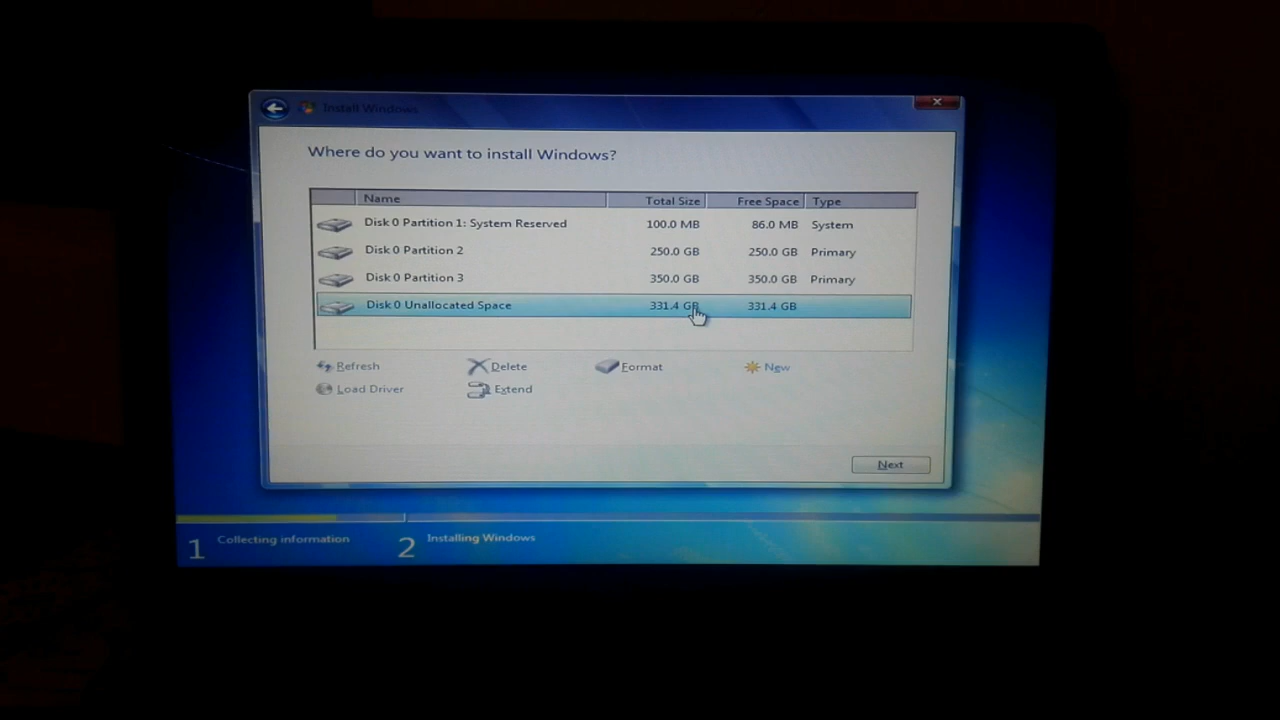 Install Windows
Where do you want to install Windows?
Name Total Size Free Space Type
Disk 0 Partition 1: System Reserved 100.0 MB 86.0 MB System
Disk 0 Partition 2 250.0 GB 250.0 GB Primary
Disk 0 Partition 3 350.0 GB 350.0 GB Primary
Disk 0 Unallocated Space 331.4 GB 331.4 GB
Refresh Delete Format New
Load Driver Extend
Next
1 Collecting information 2 Installing Windows